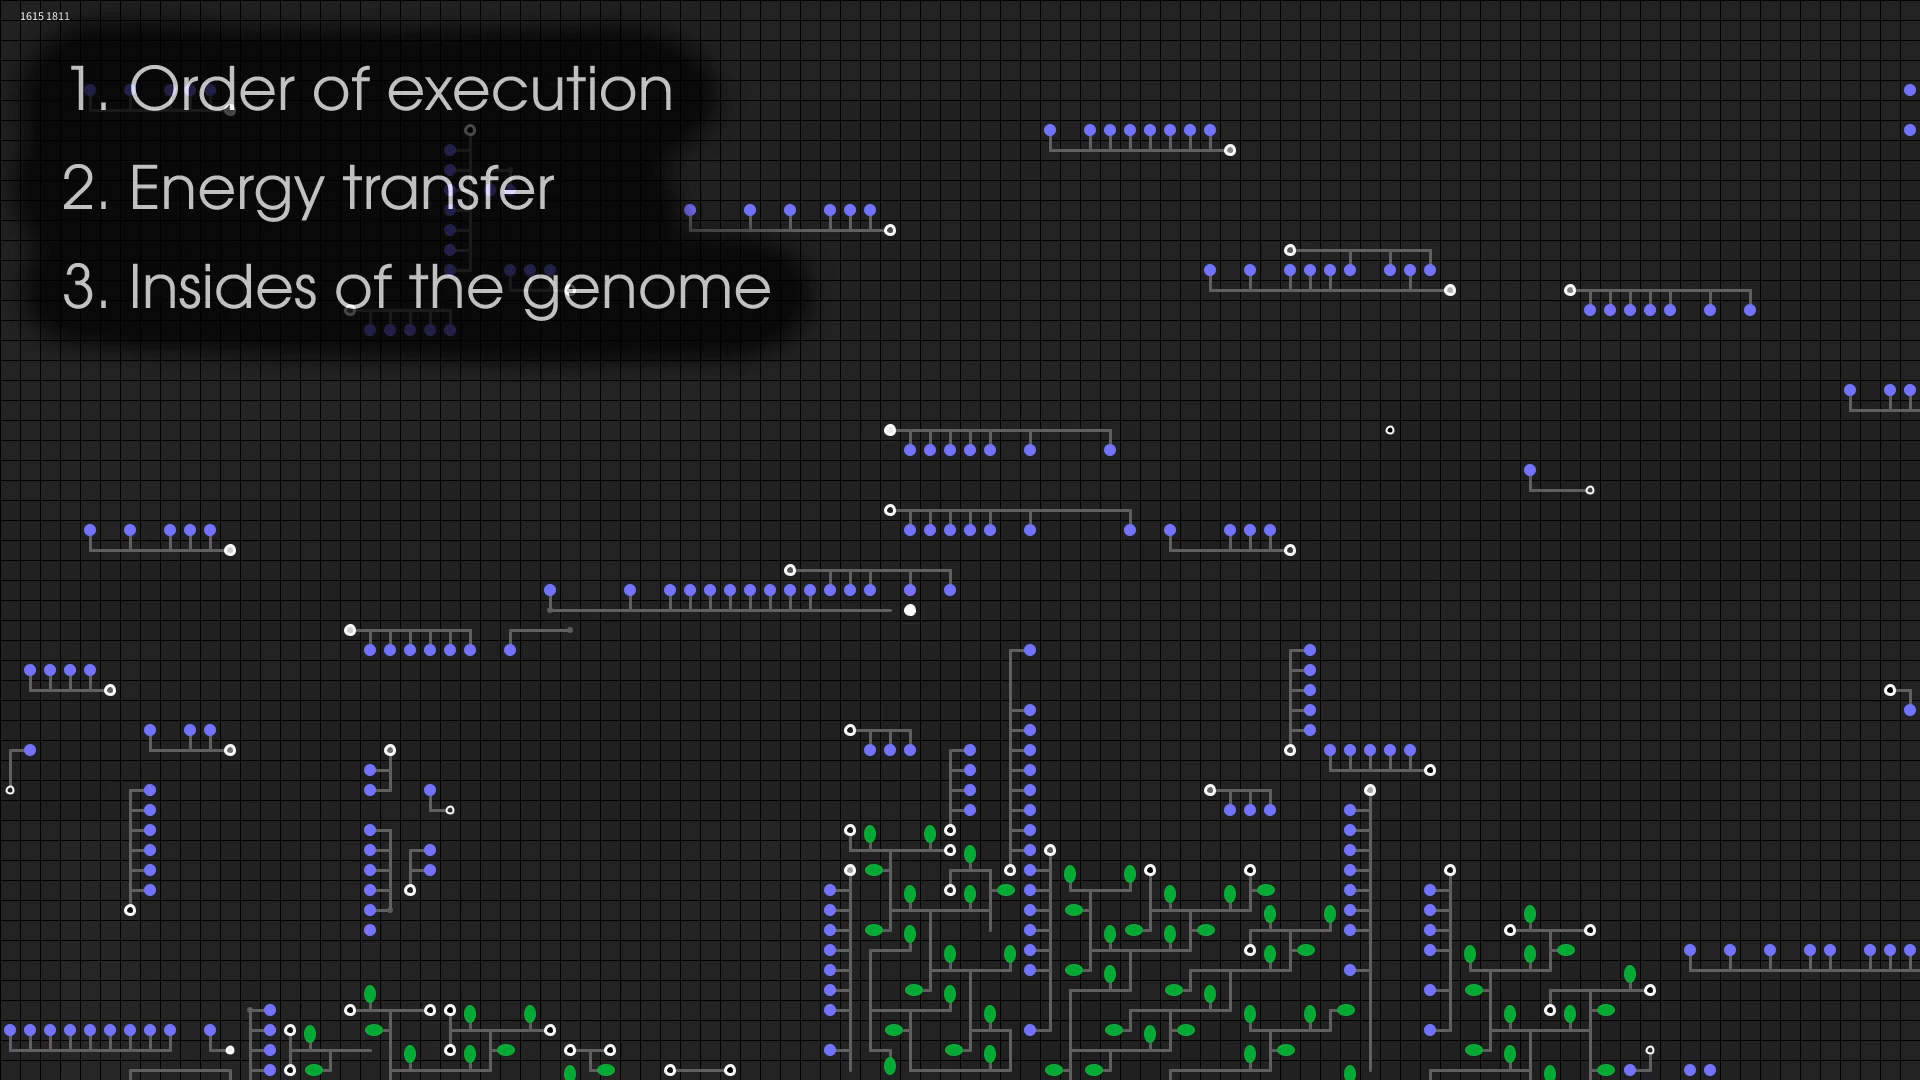 1615 1811
1. Order of execution
2. Energy transfer
3. Insides of the genome